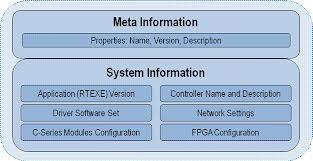 Meta Information
Properties: Name, Version, Description
System Information
Application (RTEXE) Version
Controller Name and Description
Driver Software Set
Network Settings
C-Series Modules Configuration
FPGA Configuration